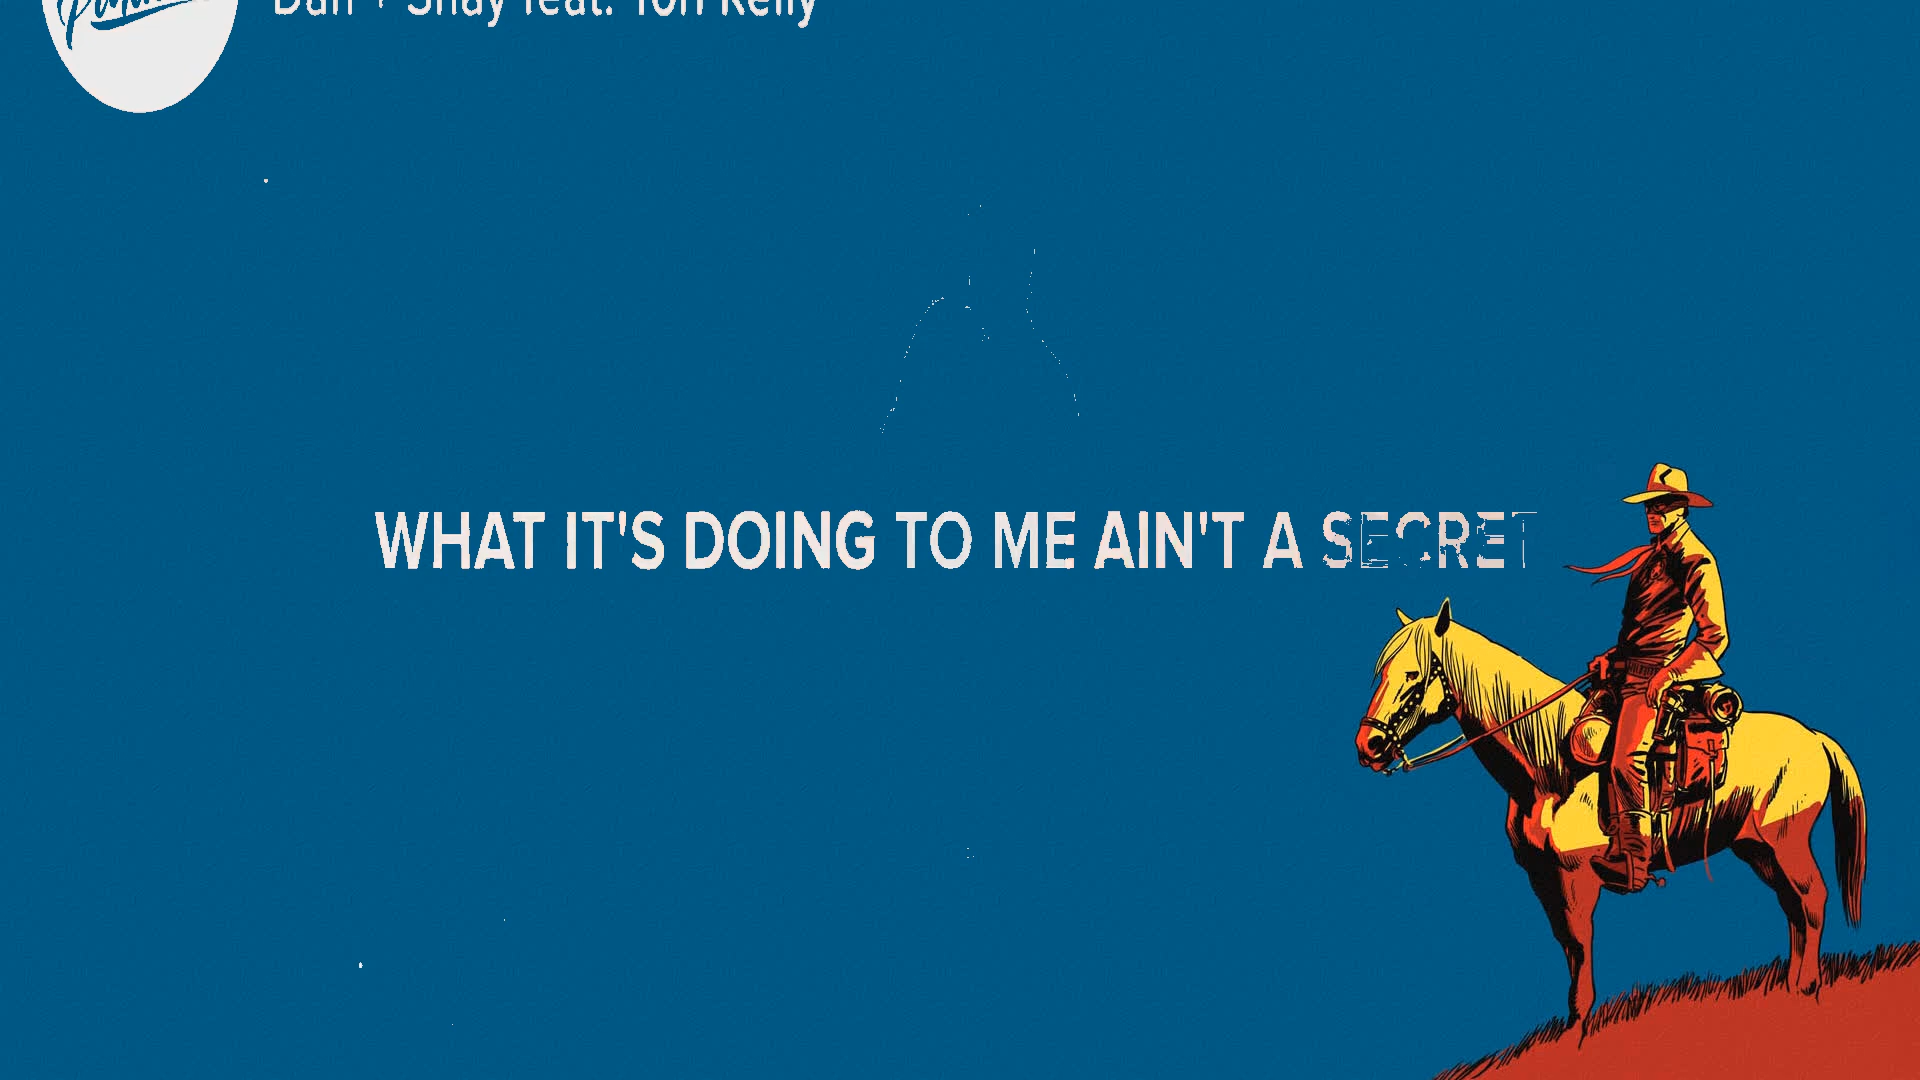 Dan + Shay feat. Tori Kelly
WHAT IT'S DOING TO ME AIN'T A SECRET